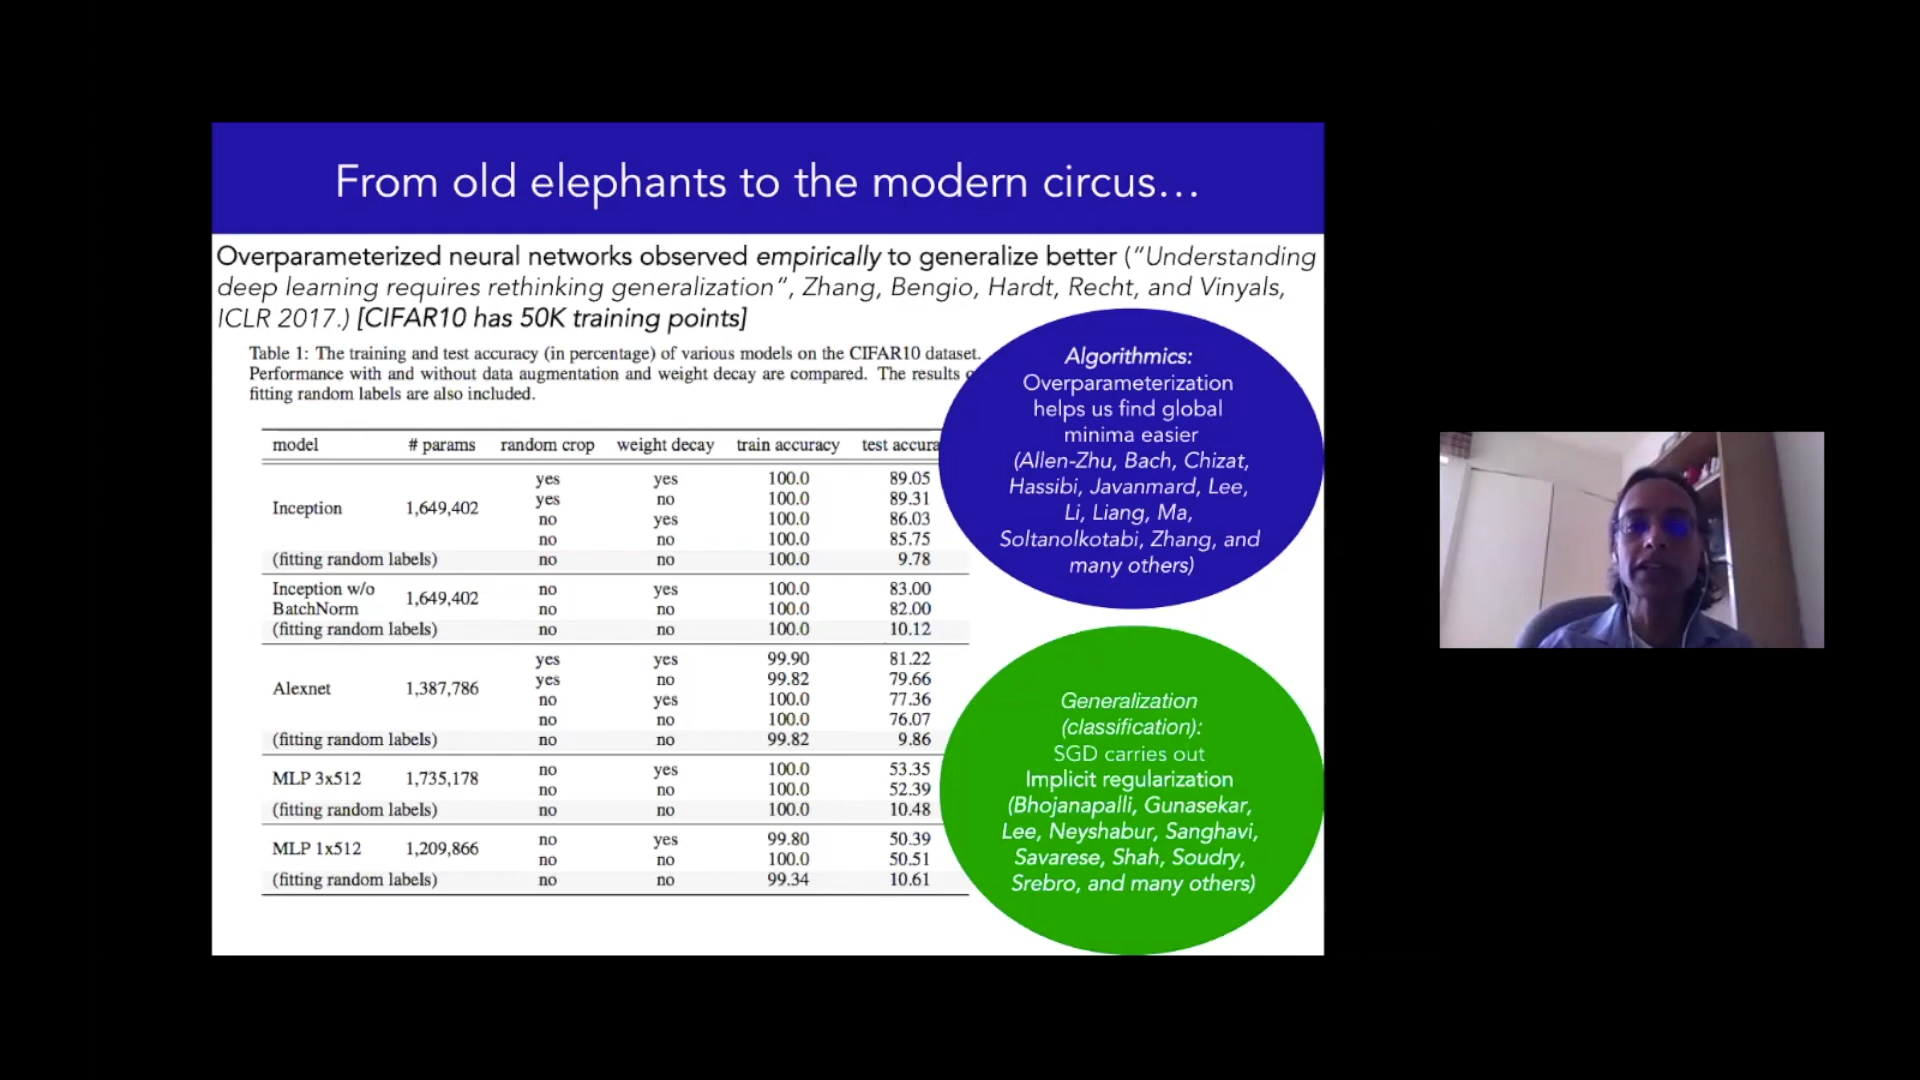 From old elephants to the modern circus...
Overparameterized neural networks observed empirically to generalize better ("Understanding
deep learning requires rethinking generalization", Zhang, Bengio, Hardt, Recht, and Vinyals,
ICLR 2017.) [CIFAR10 has 50K training points]
Table 1: The training and test accuracy (in percentage) of various models on the CIFAR10 dataset.
Performance with and without data augmentation and weight decay are compared. The results
fitting random labels are also included.
model # params random crop weight decay train accuracy test accura
yes yes 100.0 89.05
yes no 100.0 89.31
Inception 1,649,402
no yes 100.0 86.03
no no 100.0 85.75
(fitting random labels) no no 100.0 9.78
Inception w/o no yes 100.0 83.00
1,649,402
BatchNorm no no 100.0 82.00
(fitting random labels) no no 100.0 10.12
yes yes 99.90 81.22
yes no 99.82 79.66
Alexnet 1,387,786
no yes 100.0 77.36
no no 100.0 76.07
(fitting random labels) no no 99.82 9.86
no yes 100.0 53.35
MLP 3x512 1,735,178
no no 100.0 52.39
(fitting random labels) no no 100.0 10.48
no yes 99.80 50.39
MLP 1x512 1,209,866
no no 100.0 50.51
(fitting random labels) no no 99.34 10.61
Algorithmics:
Overparameterization
helps us find global
minima easier
(Allen-Zhu, Bach, Chizat,
Hassibi, Javanmard, Lee,
Li, Liang, Ma,
Soltanolkotabi, Zhang, and
many others)
Generalization
(classification):
SGD carries out
Implicit regularization
(Bhojanapalli, Gunasekar,
Lee, Neyshabur, Sanghavi,
Savarese, Shah, Soudry,
Srebro, and many others)